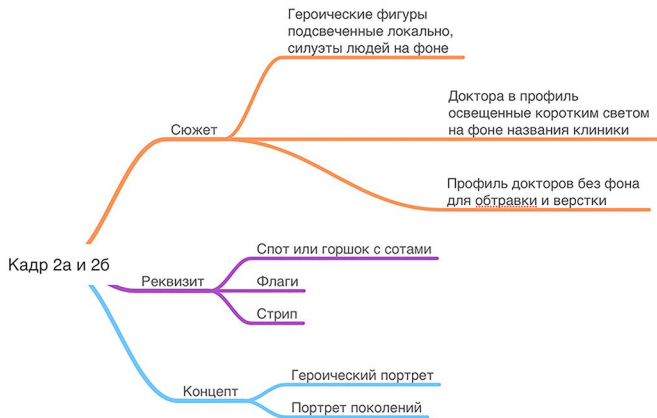 Героические фигуры
подсвеченные локально,
силуэты людей на фоне
Доктора в профиль
освещенные коротким светом
на фоне названия клиники
Сюжет
Профиль докторов без фона
для обтравки и верстки
Кадр 2а и 2б
Спот или горшок с сотами
Реквизит
Флаги
Стрип
Героический портрет
Концепт
Портрет поколений